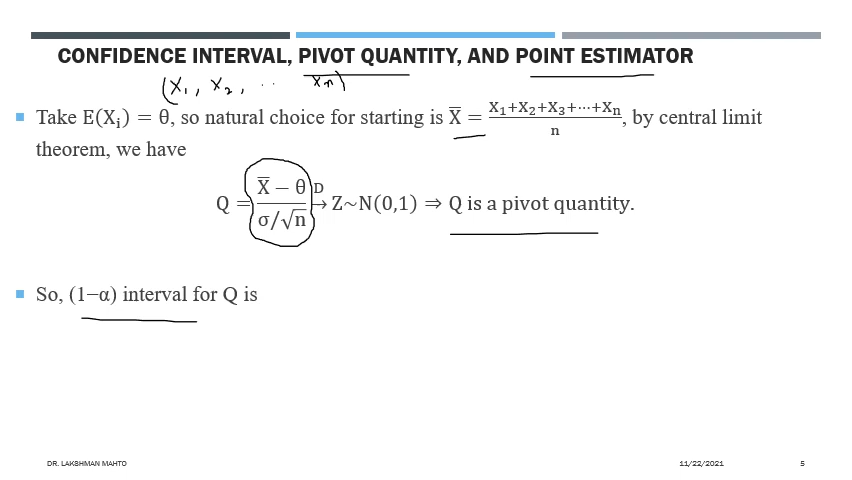 CONFIDENCE INTERVAL, PIVOT QUANTITY, AND POINT ESTIMATOR
(X₁, X₂, ... Xn)
Take E(Xᵢ) = θ, so natural choice for starting is X̅ = (X₁+X₂+X₃+⋯+Xₙ)/n, by central limit
theorem, we have
Q = (X̅ − θ)/(σ/√n) →ᴰ Z~N(0,1) ⇒ Q is a pivot quantity.
So, (1−α) interval for Q is
DR. LAKSHMAN MAHTO 11/22/2021 5